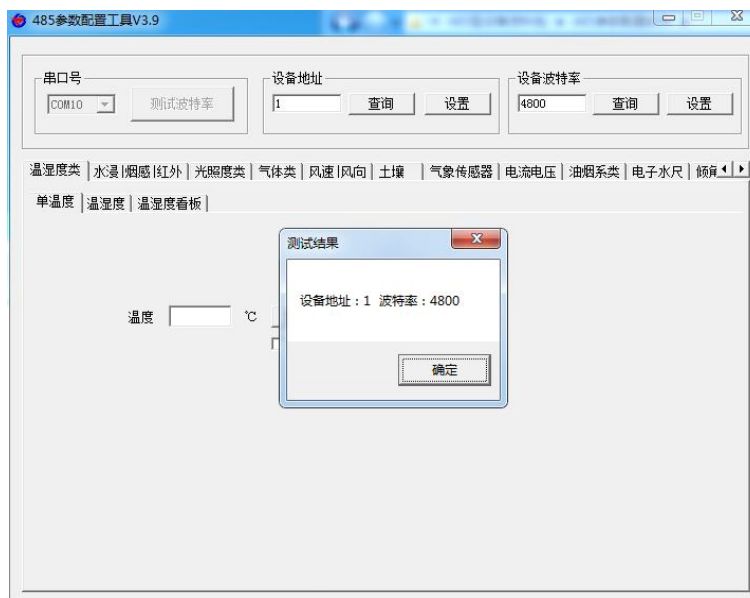 485参数配置工具V3.9
串口号
COM10
测试波特率
设备地址
1
查询
设置
设备波特率
4800
查询
设置
温湿度类
水浸|烟感|红外
光照度类
气体类
风速|风向
土壤
气象传感器
电流电压
油烟系类
电子水尺
单温度
温湿度
温湿度看板
测试结果
设备地址：1 波特率：4800
温度
℃
确定